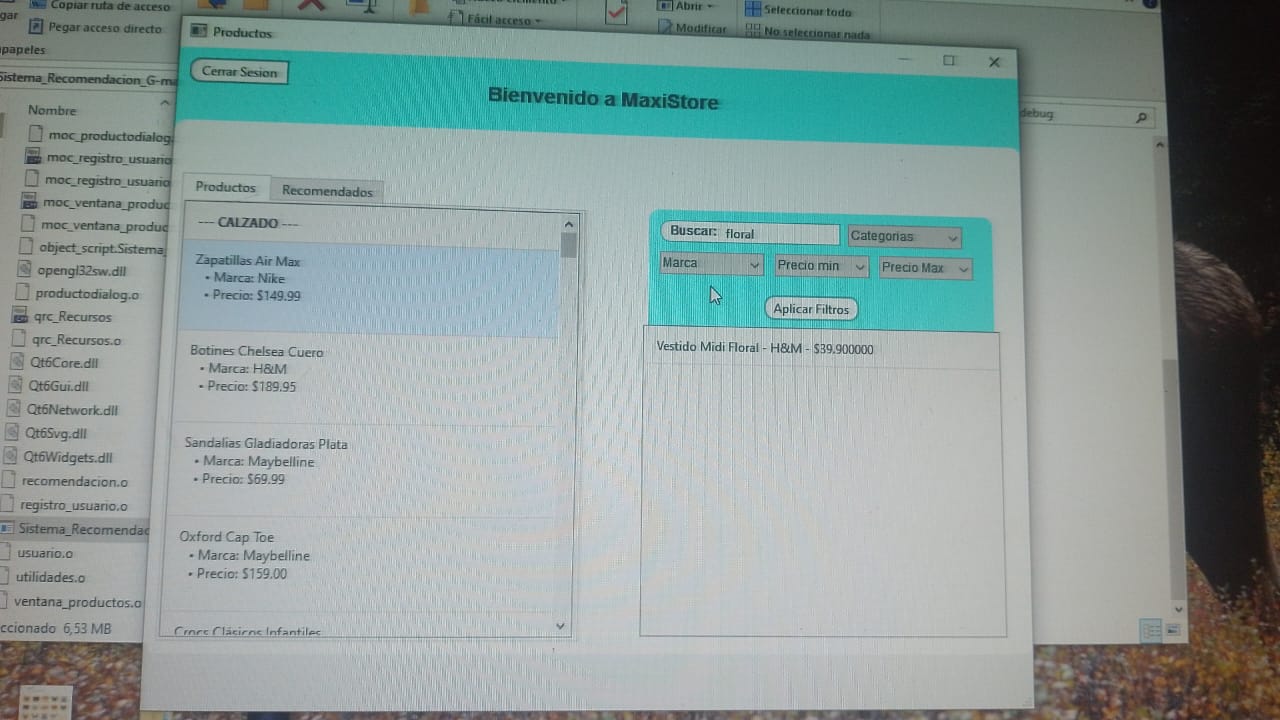 Copiar ruta de acceso
Pegar acceso directo
Fácil acceso
Abrir
Modificar
Seleccionar todo
No seleccionar nada
Productos
Cerrar Sesion
Bienvenido a MaxiStore
debug
Nombre
moc_productodialog.
moc_registro_usuario
moc_registro_usuario
moc_ventana_produc
moc_ventana_produc
object_script.Sistema_
opengl32sw.dll
productodialog.o
qrc_Recursos
qrc_Recursos.o
Qt6Core.dll
Qt6Gui.dll
Qt6Network.dll
Qt6Svg.dll
Qt6Widgets.dll
recomendacion.o
registro_usuario.o
Sistema_Recomendac
usuario.o
utilidades.o
ventana_productos.o
ccionado 6,53 MB
Productos
Recomendados
--- CALZADO ---
Zapatillas Air Max
• Marca: Nike
• Precio: $149.99
Botines Chelsea Cuero
• Marca: H&M
• Precio: $189.95
Sandalias Gladiadoras Plata
• Marca: Maybelline
• Precio: $69.99
Oxford Cap Toe
• Marca: Maybelline
• Precio: $159.00
Crocs Clásicos Infantiles
Buscar: floral
Categorias
Marca
Precio min
Precio Max
Aplicar Filtros
Vestido Midi Floral - H&M - $39.900000